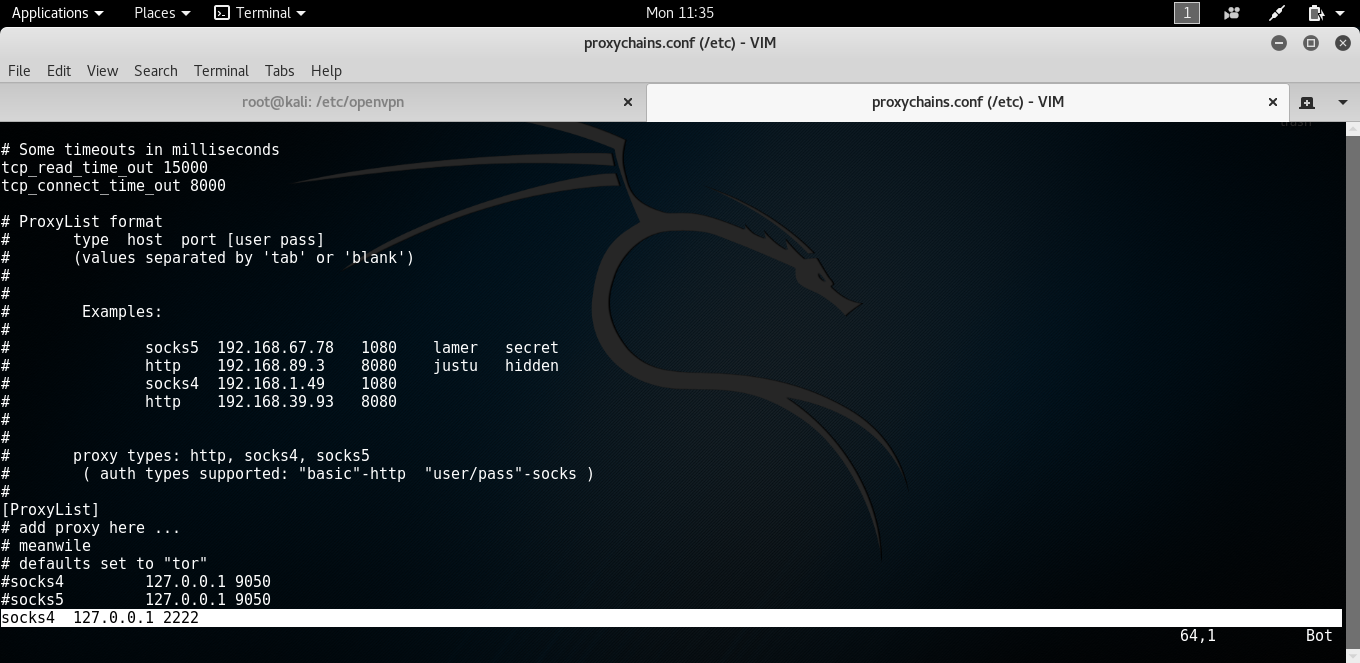 Applications Places Terminal Mon 11:35 1
proxychains.conf (/etc) - VIM
File Edit View Search Terminal Tabs Help
root@kali: /etc/openvpn proxychains.conf (/etc) - VIM
# Some timeouts in milliseconds
tcp_read_time_out 15000
tcp_connect_time_out 8000
# ProxyList format
#       type  host  port [user pass]
#       (values separated by 'tab' or 'blank')
#
#
#        Examples:
#
#               socks5  192.168.67.78   1080    lamer   secret
#               http    192.168.89.3    8080    justu   hidden
#               socks4  192.168.1.49    1080
#               http    192.168.39.93   8080
#
#
#       proxy types: http, socks4, socks5
#        ( auth types supported: "basic"-http  "user/pass"-socks )
#
[ProxyList]
# add proxy here ...
# meanwile
# defaults set to "tor"
#socks4         127.0.0.1 9050
#socks5         127.0.0.1 9050
socks4  127.0.0.1 2222
64,1 Bot